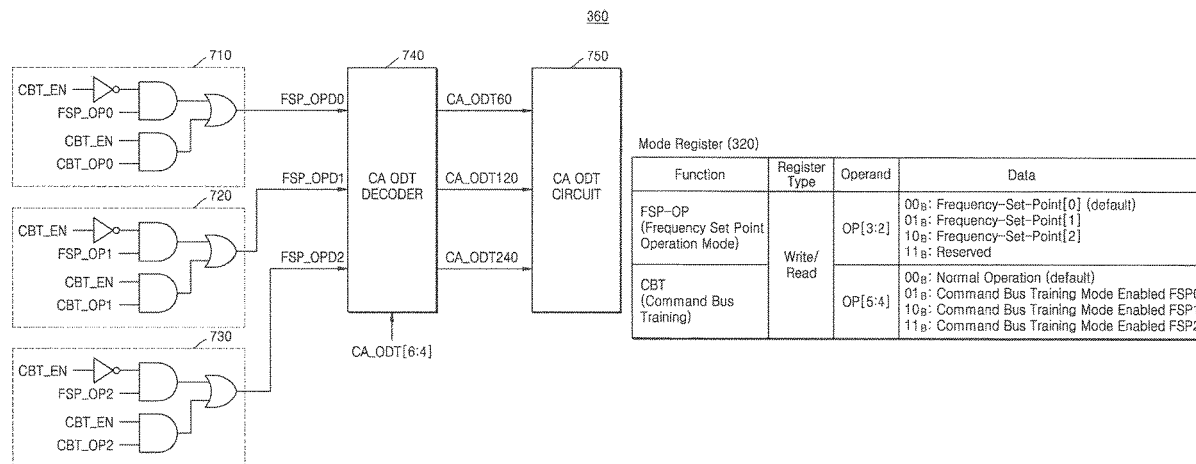 360
710
CBT_EN
FSP_OP0
CBT_EN
CBT_OP0
720
CBT_EN
FSP_OP1
CBT_EN
CBT_OP1
730
CBT_EN
FSP_OP2
CBT_EN
CBT_OP2
FSP_OPD0
FSP_OPD1
FSP_OPD2
740
CA ODT
DECODER
CA_ODT[6:4]
CA_ODT60
CA_ODT120
CA_ODT240
750
CA ODT
CIRCUIT
Mode Register (320)
Function Register Type Operand Data
FSP-OP
(Frequency Set Point
Operation Mode)
Write/
Read
OP[3:2]
00B: Frequency-Set-Point[0] (default)
01B: Frequency-Set-Point[1]
10B: Frequency-Set-Point[2]
11B: Reserved
CBT
(Command Bus
Training)
OP[5:4]
00B: Normal Operation (default)
01B: Command Bus Training Mode Enabled FSP0
10B: Command Bus Training Mode Enabled FSP1
11B: Command Bus Training Mode Enabled FSP2